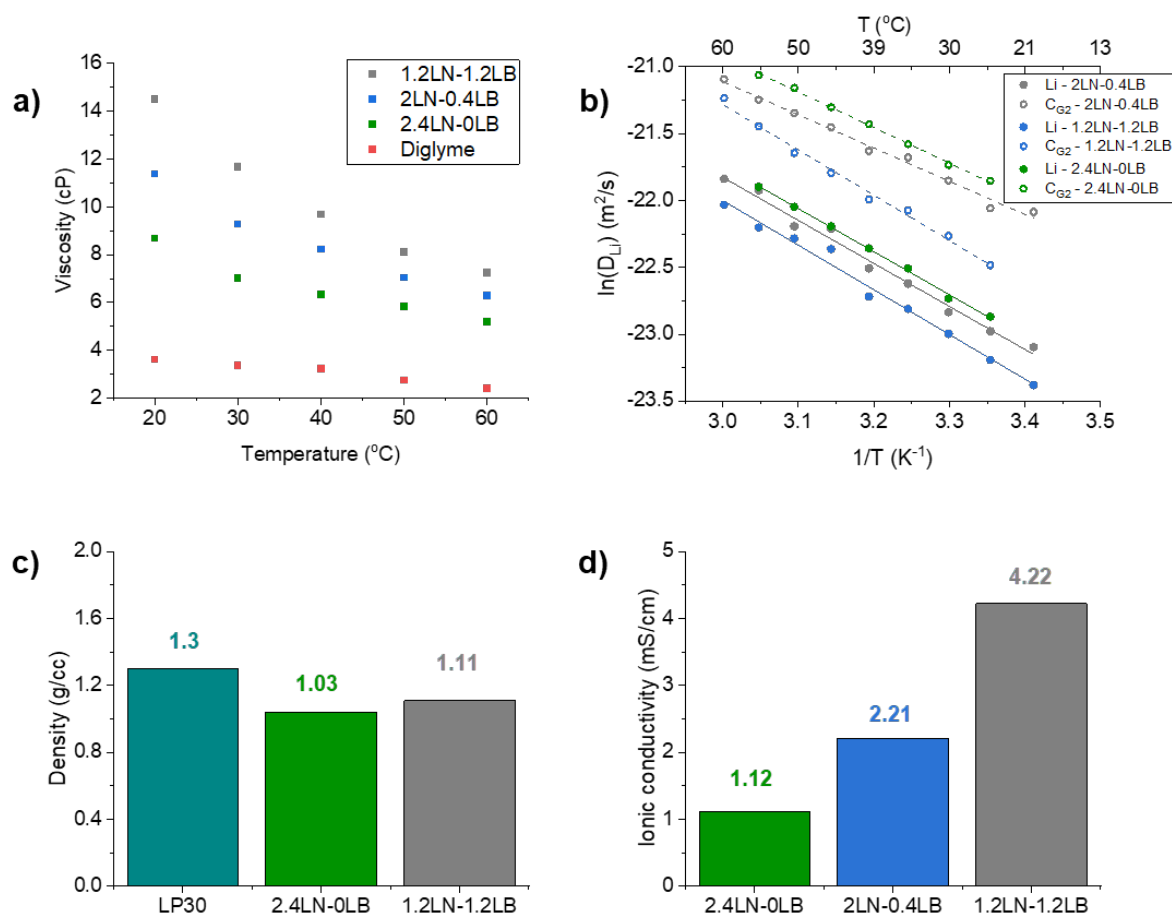 a)
16
14
12
10
8
6
4
2
Viscosity (cP)
20
30
40
50
60
Temperature (°C)
1.2LN-1.2LB
2LN-0.4LB
2.4LN-0LB
Diglyme
b)
T (°C)
60
50
39
30
21
13
-21.0
-21.5
-22.0
-22.5
-23.0
-23.5
ln(D_Li) (m²/s)
3.0
3.1
3.2
3.3
3.4
3.5
1/T (K⁻¹)
Li - 2LN-0.4LB
C_G2 - 2LN-0.4LB
Li - 1.2LN-1.2LB
C_G2 - 1.2LN-1.2LB
Li - 2.4LN-0LB
C_G2 - 2.4LN-0LB
c)
2.0
1.6
1.2
0.8
0.4
0.0
Density (g/cc)
1.3
1.03
1.11
LP30
2.4LN-0LB
1.2LN-1.2LB
d)
5
4
3
2
1
0
Ionic conductivity (mS/cm)
1.12
2.21
4.22
2.4LN-0LB
2LN-0.4LB
1.2LN-1.2LB